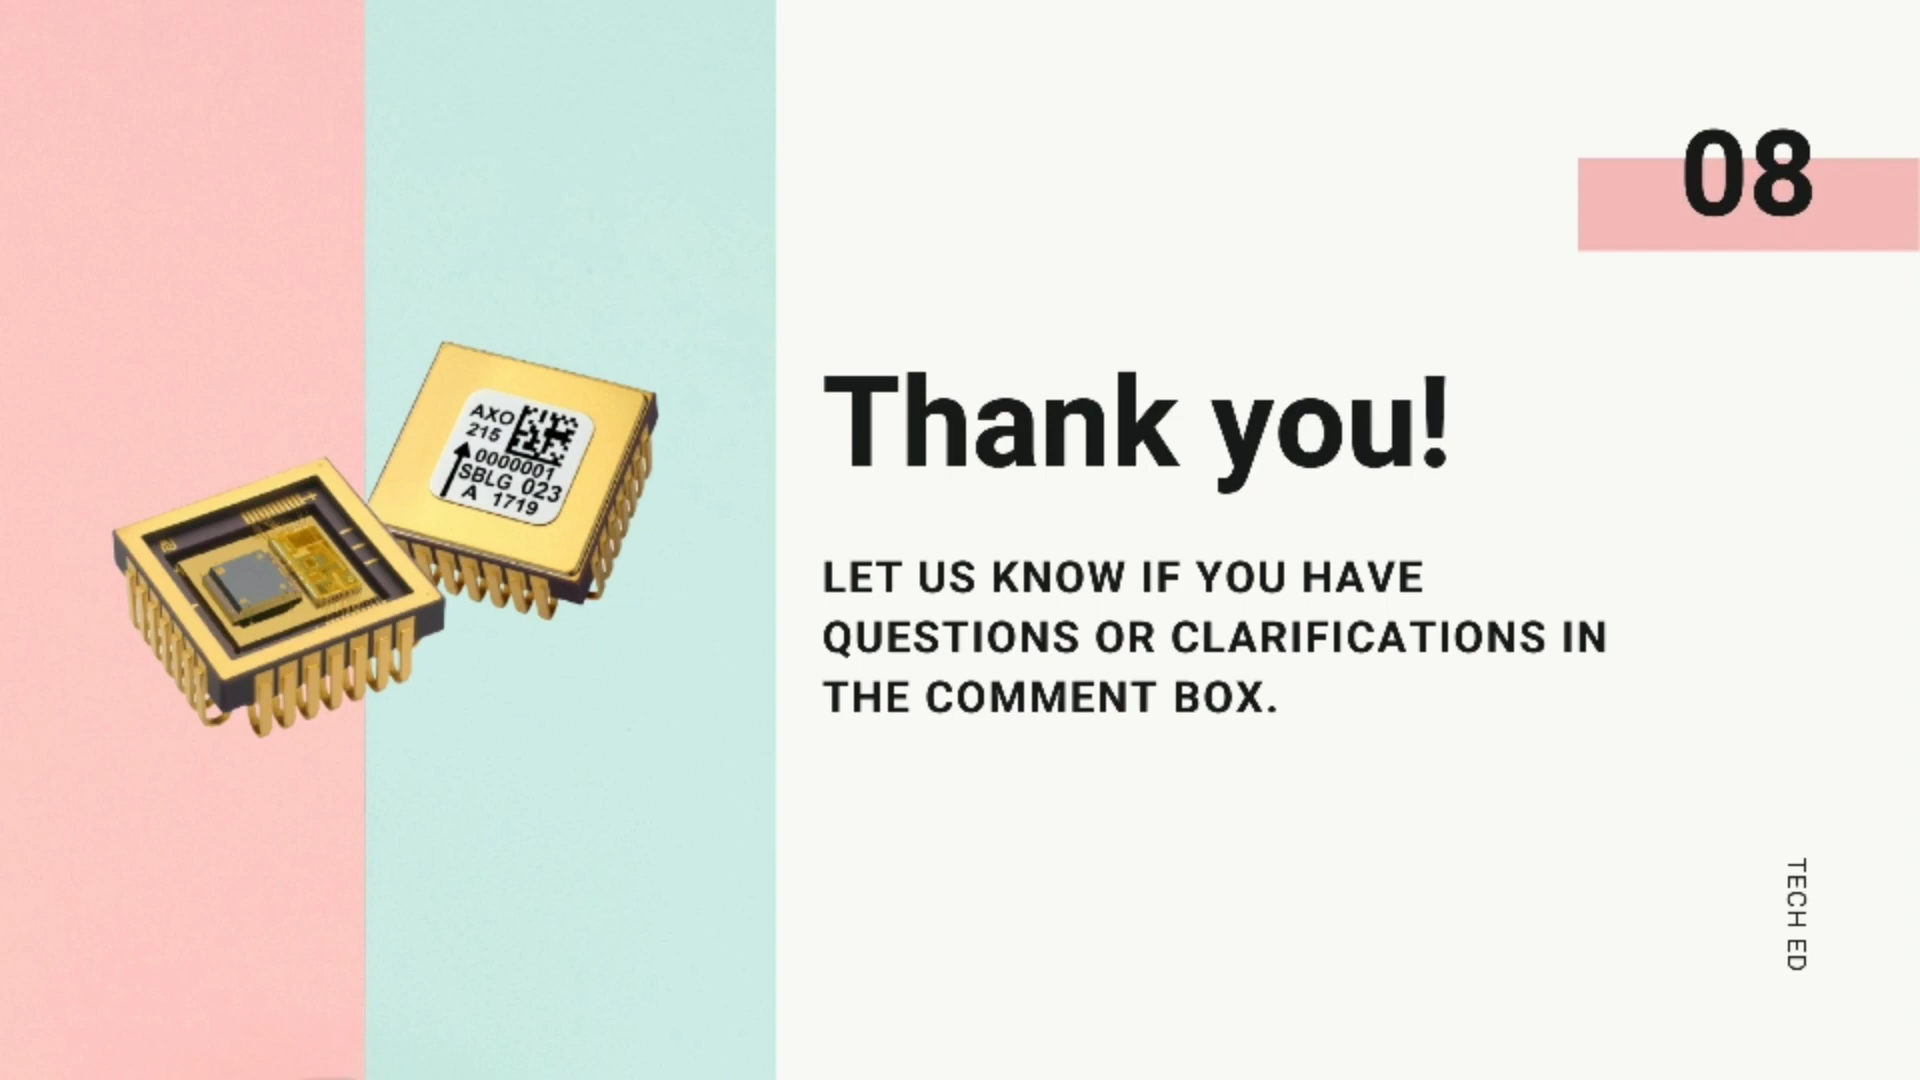 08
Thank you!
LET US KNOW IF YOU HAVE
QUESTIONS OR CLARIFICATIONS IN
THE COMMENT BOX.
AXO
215
0000001
SBLG 023
A 1719
TECH ED